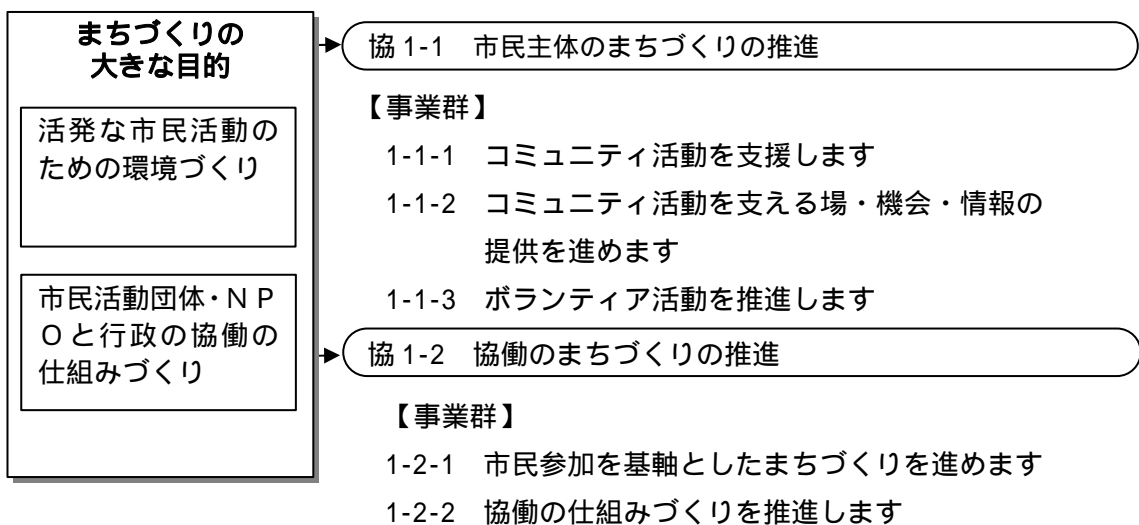 まちづくりの
大きな目的
活発な市民活動の
ための環境づくり
市民活動団体・ＮＰ
Ｏと行政の協働の
仕組みづくり
協 1-1　市民主体のまちづくりの推進
【事業群】
1-1-1　コミュニティ活動を支援します
1-1-2　コミュニティ活動を支える場・機会・情報の
提供を進めます
1-1-3　ボランティア活動を推進します
協 1-2　協働のまちづくりの推進
【事業群】
1-2-1　市民参加を基軸としたまちづくりを進めます
1-2-2　協働の仕組みづくりを推進します